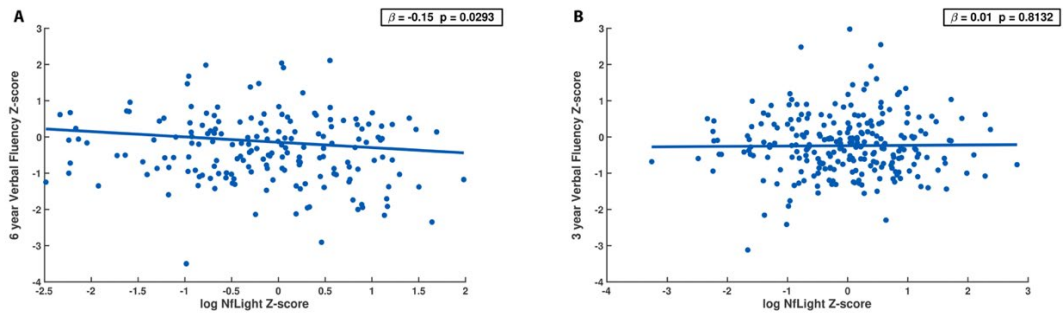 A
β = -0.15 p = 0.0293
6 year Verbal Fluency Z-score
3
2
1
0
-1
-2
-3
-4
-2.5 -2 -1.5 -1 -0.5 0 0.5 1 1.5 2
log NfLight Z-score
B
β = 0.01 p = 0.8132
3 year Verbal Fluency Z-score
3
2
1
0
-1
-2
-3
-4
-4 -3 -2 -1 0 1 2 3
log NfLight Z-score